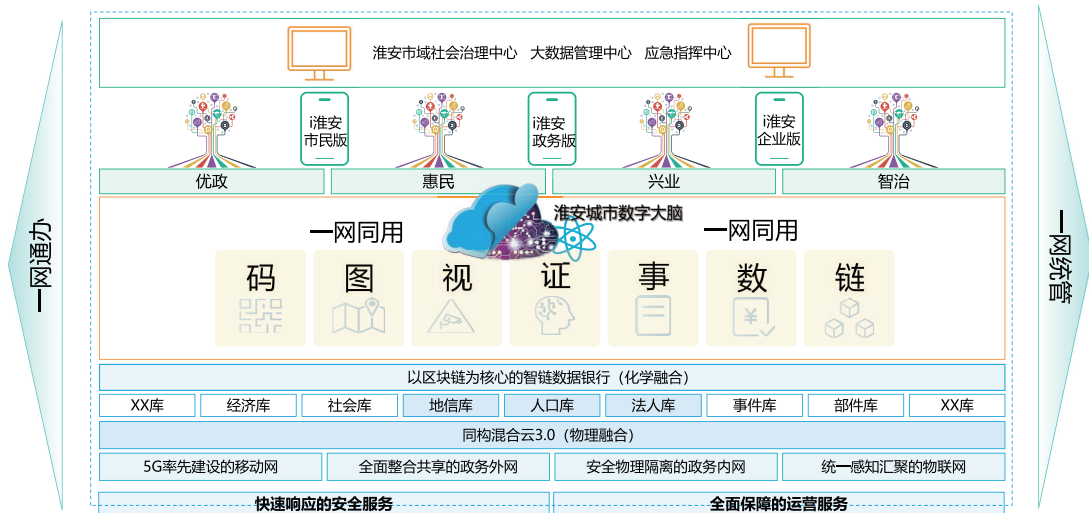 淮安市域社会治理中心 大数据管理中心 应急指挥中心
i淮安
市民版
i淮安
政务版
i淮安
企业版
优政
惠民
兴业
智治
淮安城市数字大脑
一网同用
一网同用
码
图
视
证
事
数
链
¥
以区块链为核心的智链数据银行（化学融合）
XX库
经济库
社会库
地信库
人口库
法人库
事件库
部件库
XX库
同构混合云3.0（物理融合）
5G率先建设的移动网
全面整合共享的政务外网
安全物理隔离的政务内网
统一感知汇聚的物联网
快速响应的安全服务
全面保障的运营服务
一网通办
一网统管